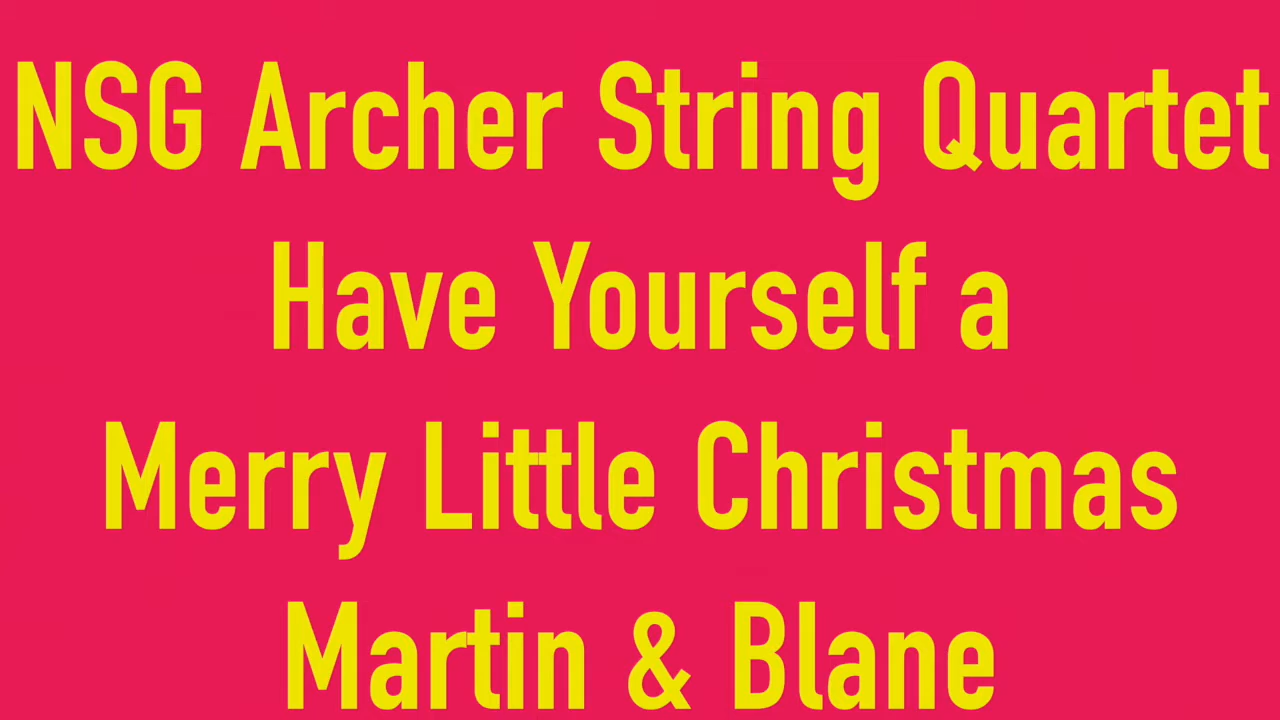 NSG Archer String Quartet
Have Yourself a
Merry Little Christmas
Martin & Blane